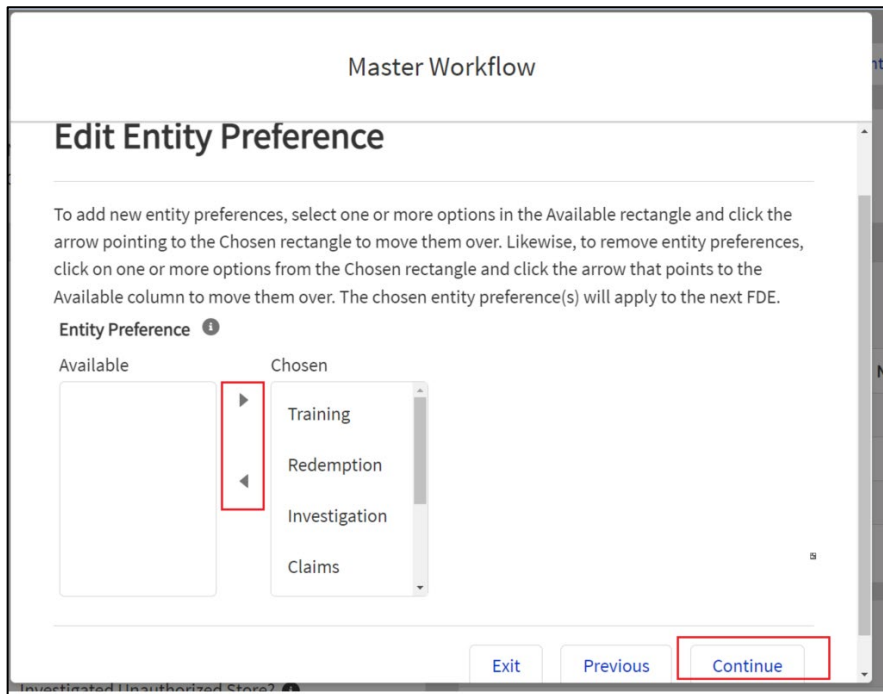 Master Workflow
Edit Entity Preference
To add new entity preferences, select one or more options in the Available rectangle and click the
arrow pointing to the Chosen rectangle to move them over. Likewise, to remove entity preferences,
click on one or more options from the Chosen rectangle and click the arrow that points to the
Available column to move them over. The chosen entity preference(s) will apply to the next FDE.
Entity Preference
Available Chosen
Training
Redemption
Investigation
Claims
Exit Previous Continue
Investigated Unauthorized Store?